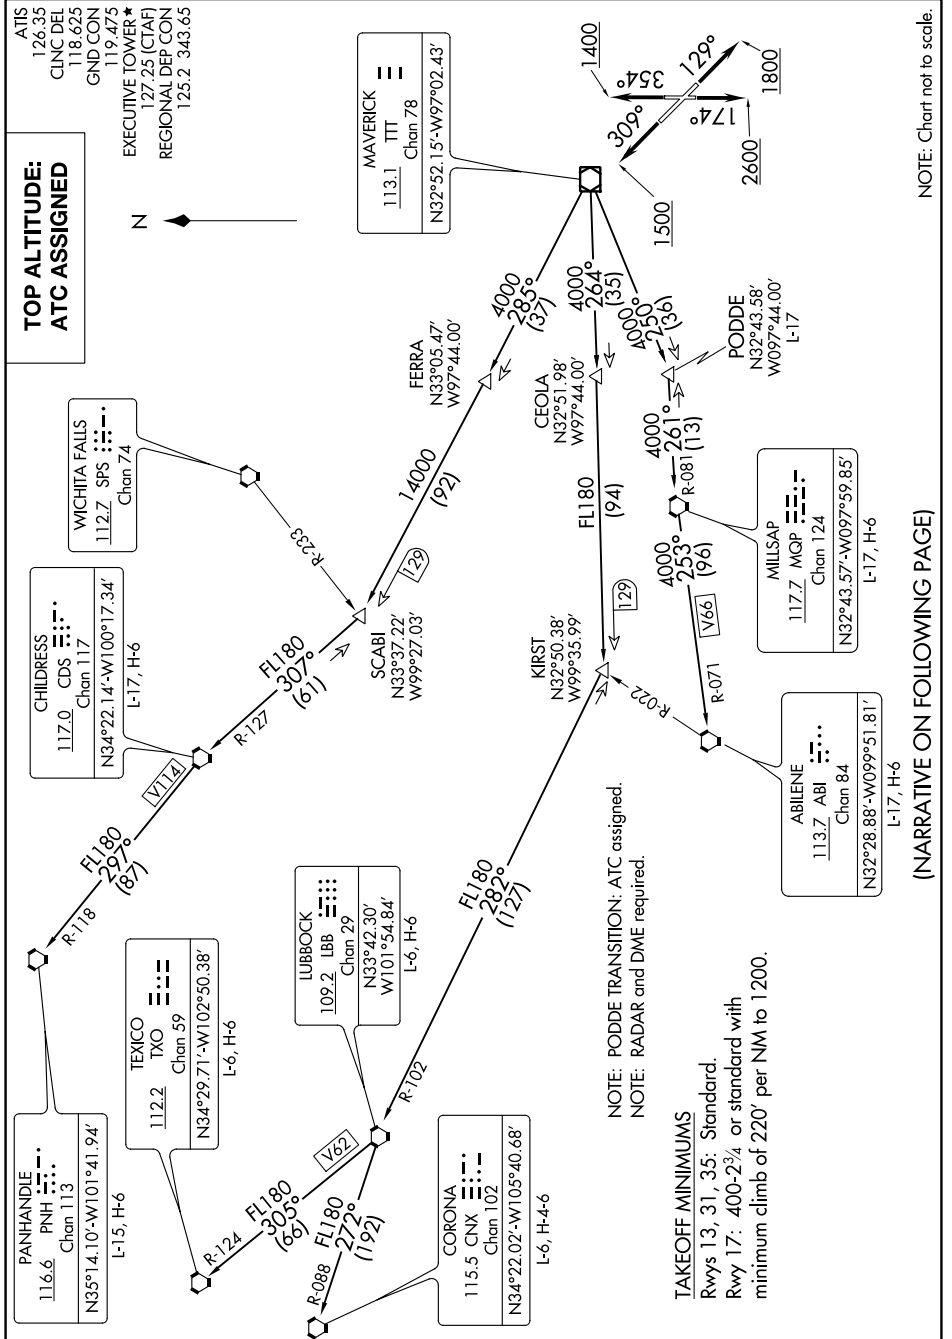 ATIS
126.35
CLNC DEL
118.625
GND CON
119.475
EXECUTIVE TOWER★
127.25 (CTAF)
REGIONAL DEP CON
125.2 343.65
TOP ALTITUDE:
ATC ASSIGNED
N
MAVERICK
113.1 TTT
Chan 78
N32°52.15'-W97°02.43'
1400
354°
129°
1800
309°
174°
2600
1500
4000
285°
(37)
4000
264°
(35)
4000
250°
(36)
FERRA
N33°05.47'
W97°44.00'
CEOLA
N32°51.98'
W97°44.00'
PODDE
N32°43.58'
W097°44.00'
L-17
WICHITA FALLS
112.7 SPS
Chan 74
R-233
14000
(92)
129
FL180
(94)
129
4000
261°
(13)
R-081
MILLSAP
117.7 MQP
Chan 124
N32°43.57'-W097°59.85'
L-17, H-6
4000
253°
(96)
V66
R-071
CHILDRESS
117.0 CDS
Chan 117
N34°22.14'-W100°17.34'
L-17, H-6
SCABI
N33°37.22'
W99°27.03'
FL180
307°
(61)
R-127
KIRST
N32°50.38'
W99°35.99'
R-022
ABILENE
113.7 ABI
Chan 84
N32°28.88'-W099°51.81'
L-17, H-6
V114
FL180
297°
(87)
R-118
FL180
282°
(127)
R-102
LUBBOCK
109.2 LBB
Chan 29
N33°42.30'
W101°54.84'
L-6, H-6
PANHANDLE
116.6 PNH
Chan 113
N35°14.10'-W101°41.94'
L-15, H-6
TEXICO
112.2 TXO
Chan 59
N34°29.71'-W102°50.38'
L-6, H-6
V62
FL180
305°
(66)
R-124
FL180
272°
(192)
R-088
CORONA
115.5 CNX
Chan 102
N34°22.02'-W105°40.68'
L-6, H-4-6
NOTE: PODDE TRANSITION: ATC assigned.
NOTE: RADAR and DME required.
TAKEOFF MINIMUMS
Rwys 13, 31, 35: Standard.
Rwy 17: 400-2¾ or standard with
minimum climb of 220' per NM to 1200.
NOTE: Chart not to scale.
(NARRATIVE ON FOLLOWING PAGE)